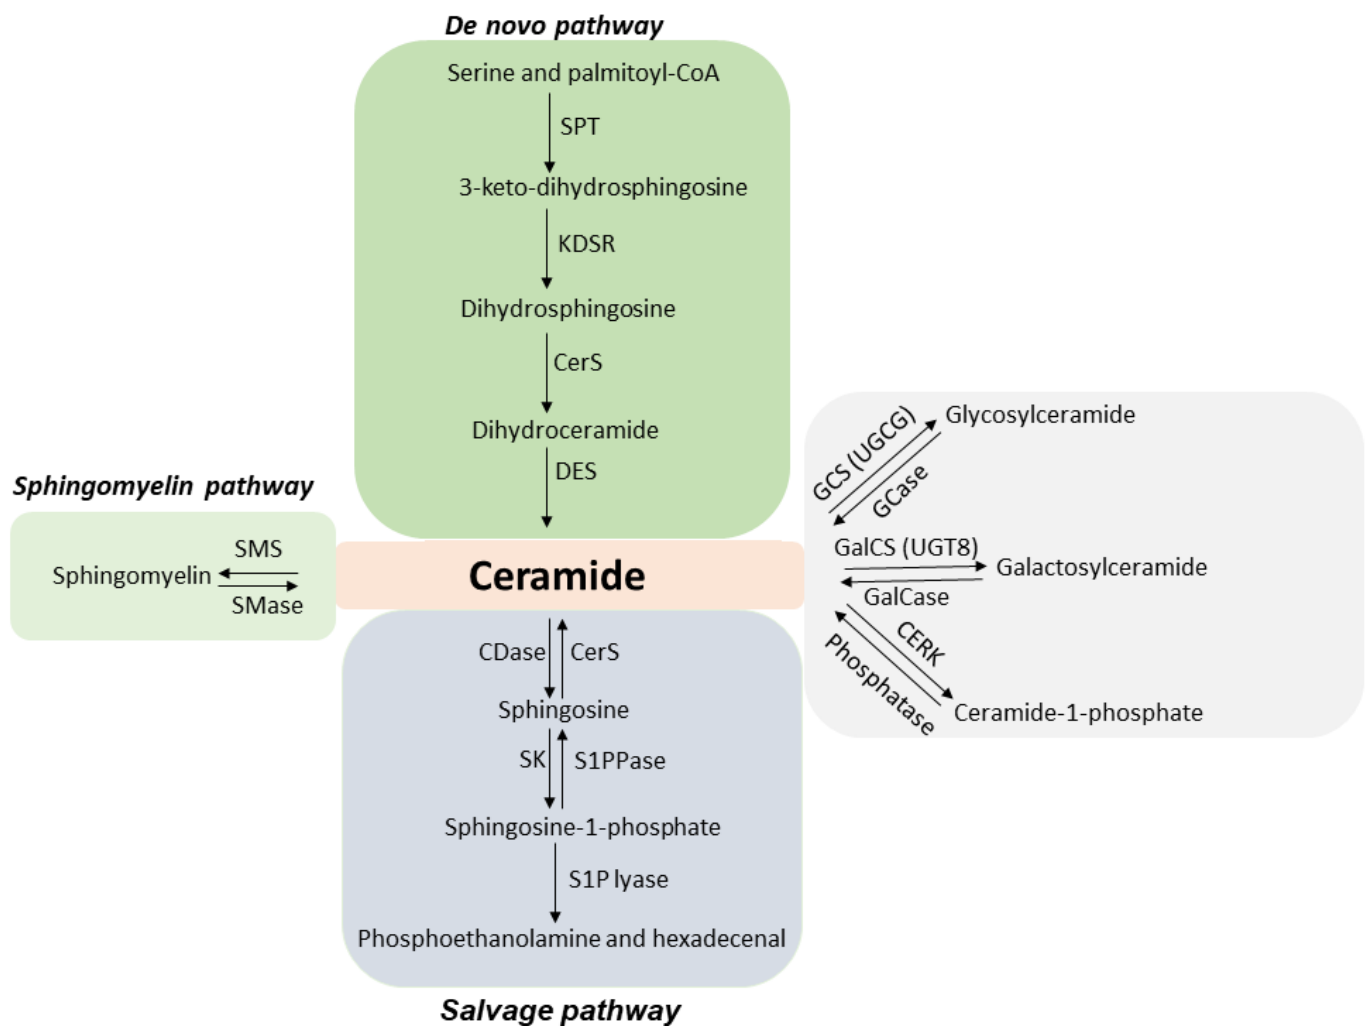 De novo pathway
Serine and palmitoyl-CoA
SPT
3-keto-dihydrosphingosine
KDSR
Dihydrosphingosine
CerS
Dihydroceramide
DES
Sphingomyelin pathway
SMS
Sphingomyelin
SMase
Ceramide
GCS (UGCG)
Glycosylceramide
GCase
GalCS (UGT8)
Galactosylceramide
GalCase
CERK
Phosphatase
Ceramide-1-phosphate
CDase
CerS
Sphingosine
SK
S1PPase
Sphingosine-1-phosphate
S1P lyase
Phosphoethanolamine and hexadecenal
Salvage pathway